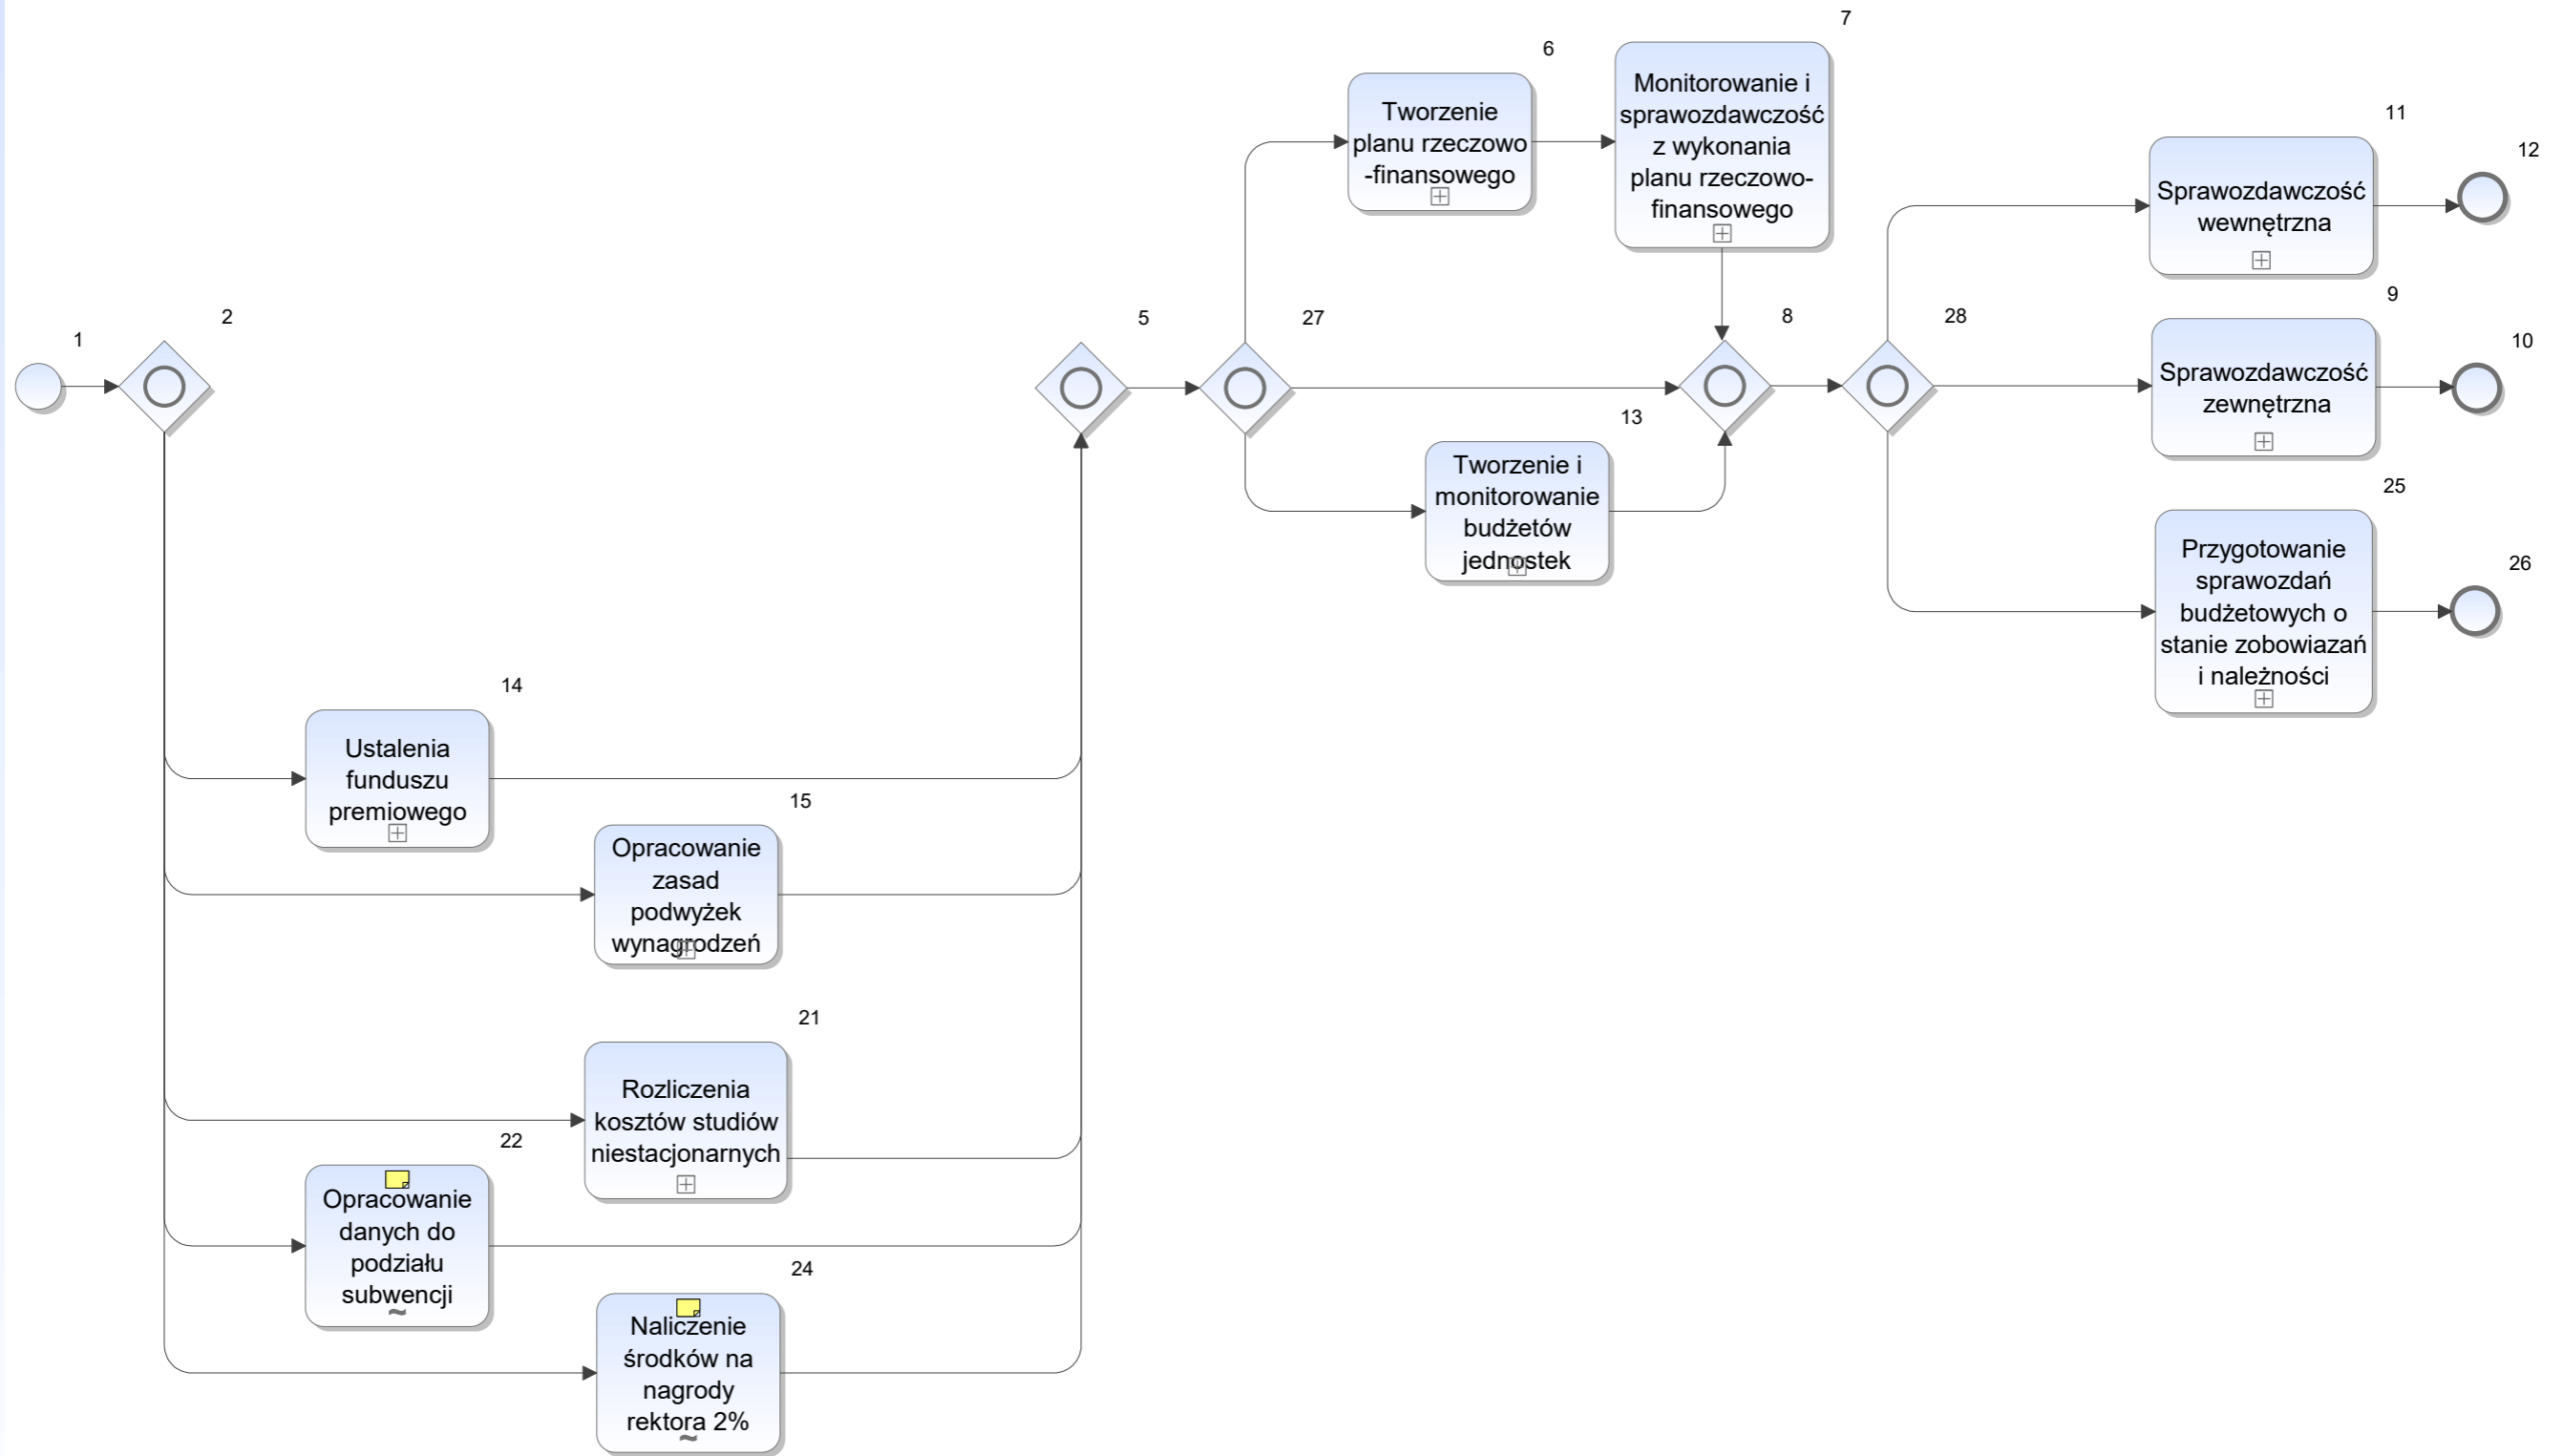 7
6
Monitorowanie i
sprawozdawczość
z wykonania
planu rzeczowo-
finansowego
Tworzenie
planu rzeczowo
-finansowego
11
12
Sprawozdawczość
wewnętrzna
1
2
5
27
8
28
9
10
Sprawozdawczość
zewnętrzna
13
Tworzenie i
monitorowanie
budżetów
jednostek
25
26
Przygotowanie
sprawozdań
budżetowych o
stanie zobowiazań
i należności
14
Ustalenia
funduszu
premiowego
15
Opracowanie
zasad
podwyżek
wynagrodzeń
21
Rozliczenia
kosztów studiów
niestacjonarnych
22
Opracowanie
danych do
podziału
subwencji
24
Naliczenie
środków na
nagrody
rektora 2%